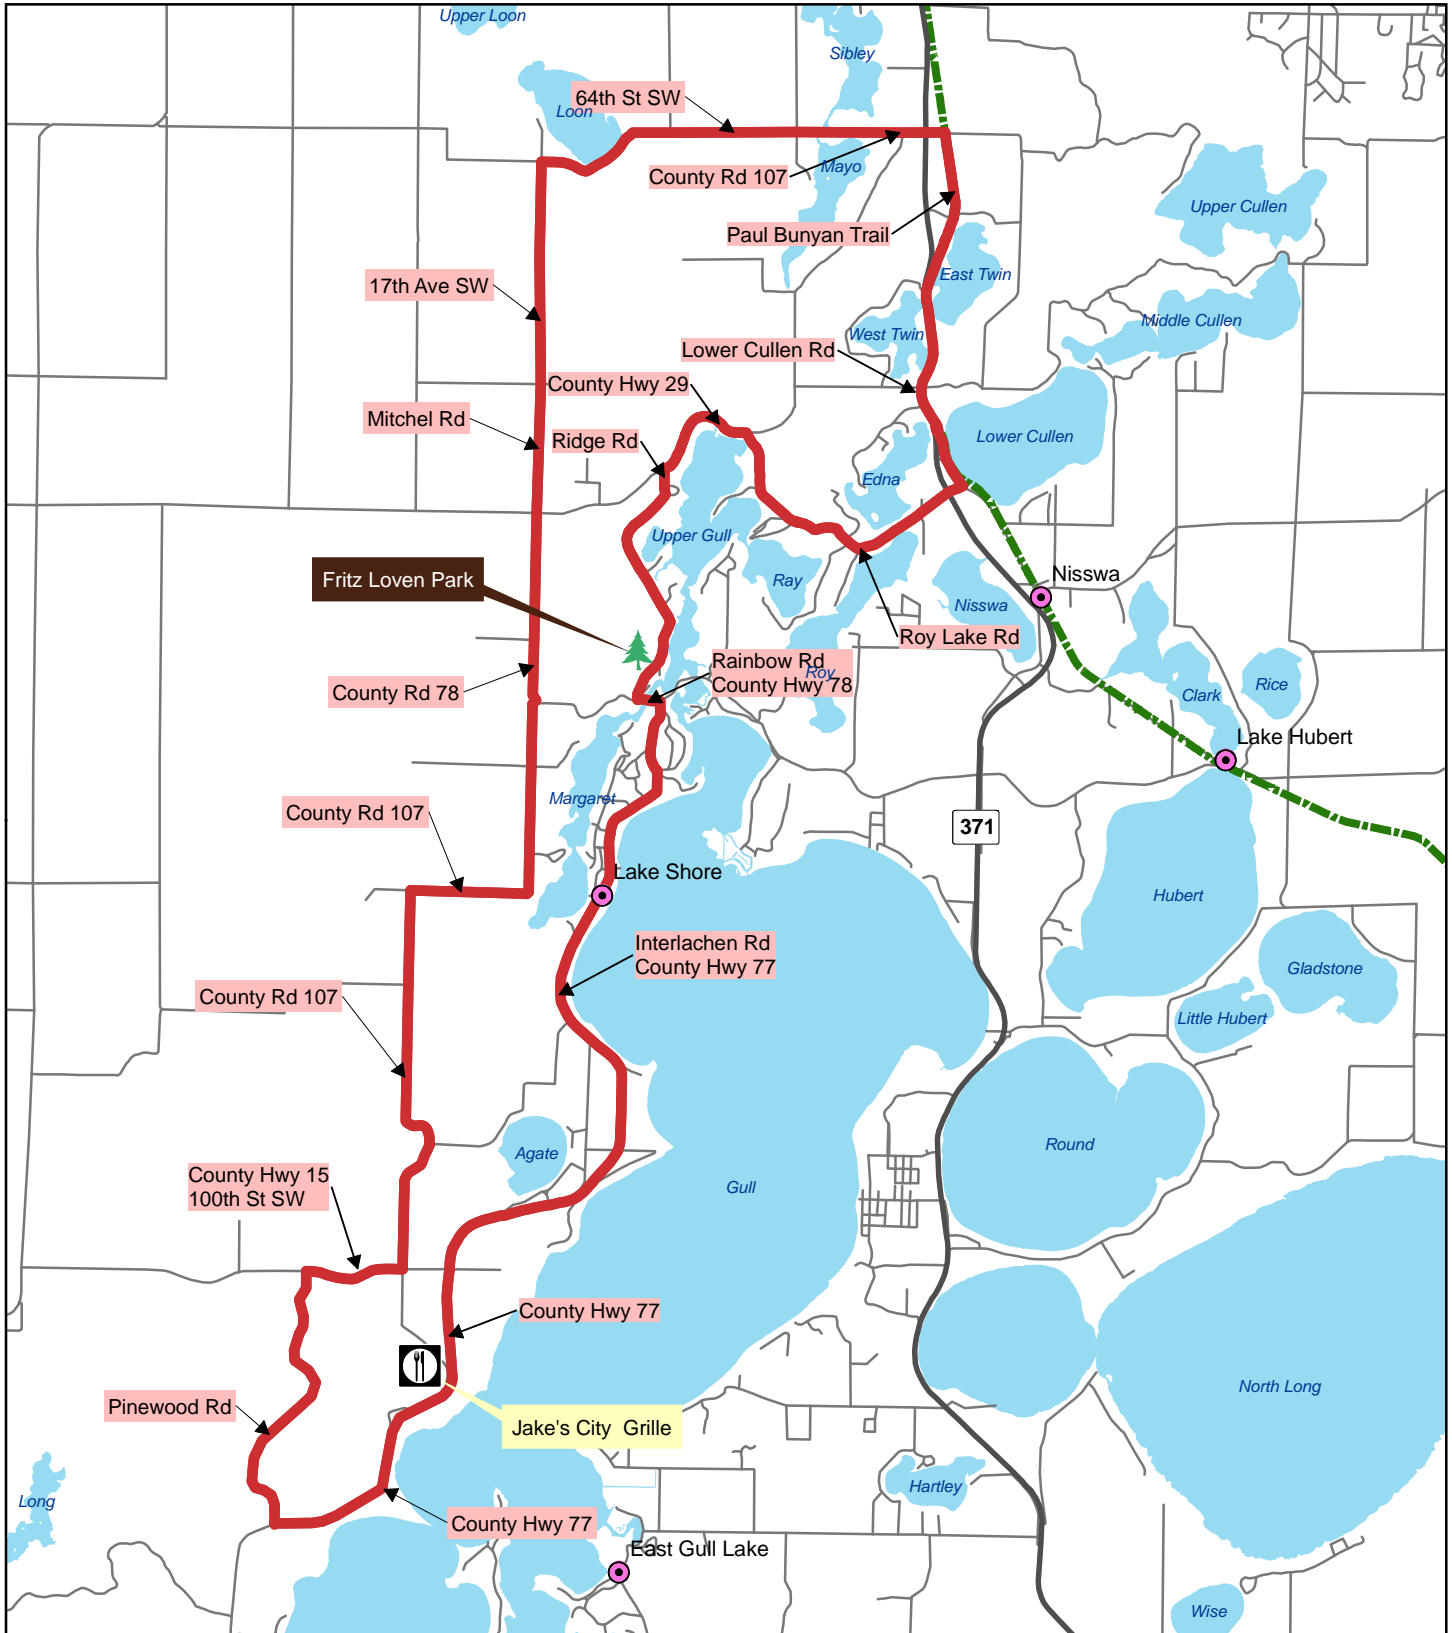 Upper Loon
Sibley
64th St SW
Loon
County Rd 107
Mayo
Upper Cullen
Paul Bunyan Trail
East Twin
17th Ave SW
West Twin
Middle Cullen
Lower Cullen Rd
County Hwy 29
Mitchel Rd
Ridge Rd
Lower Cullen
Edna
Upper Gull
Fritz Loven Park
Ray
Nisswa
Nisswa
Roy Lake Rd
Rainbow Rd
County Hwy 78
Roy
County Rd 78
Clark
Rice
Lake Hubert
Margaret
County Rd 107
371
Lake Shore
Hubert
Interlachen Rd
County Hwy 77
Gladstone
County Rd 107
Little Hubert
Agate
Round
County Hwy 15
100th St SW
Gull
County Hwy 77
North Long
Pinewood Rd
Jake's City Grille
Long
Hartley
County Hwy 77
East Gull Lake
Wise